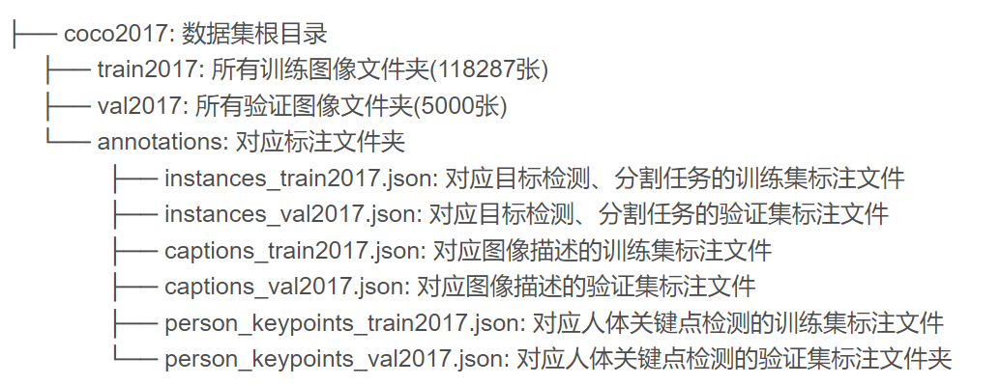 ├── coco2017: 数据集根目录
├── train2017: 所有训练图像文件夹(118287张)
├── val2017: 所有验证图像文件夹(5000张)
└── annotations: 对应标注文件夹
├── instances_train2017.json: 对应目标检测、分割任务的训练集标注文件
├── instances_val2017.json: 对应目标检测、分割任务的验证集标注文件
├── captions_train2017.json: 对应图像描述的训练集标注文件
├── captions_val2017.json: 对应图像描述的验证集标注文件
├── person_keypoints_train2017.json: 对应人体关键点检测的训练集标注文件
└── person_keypoints_val2017.json: 对应人体关键点检测的验证集标注文件夹